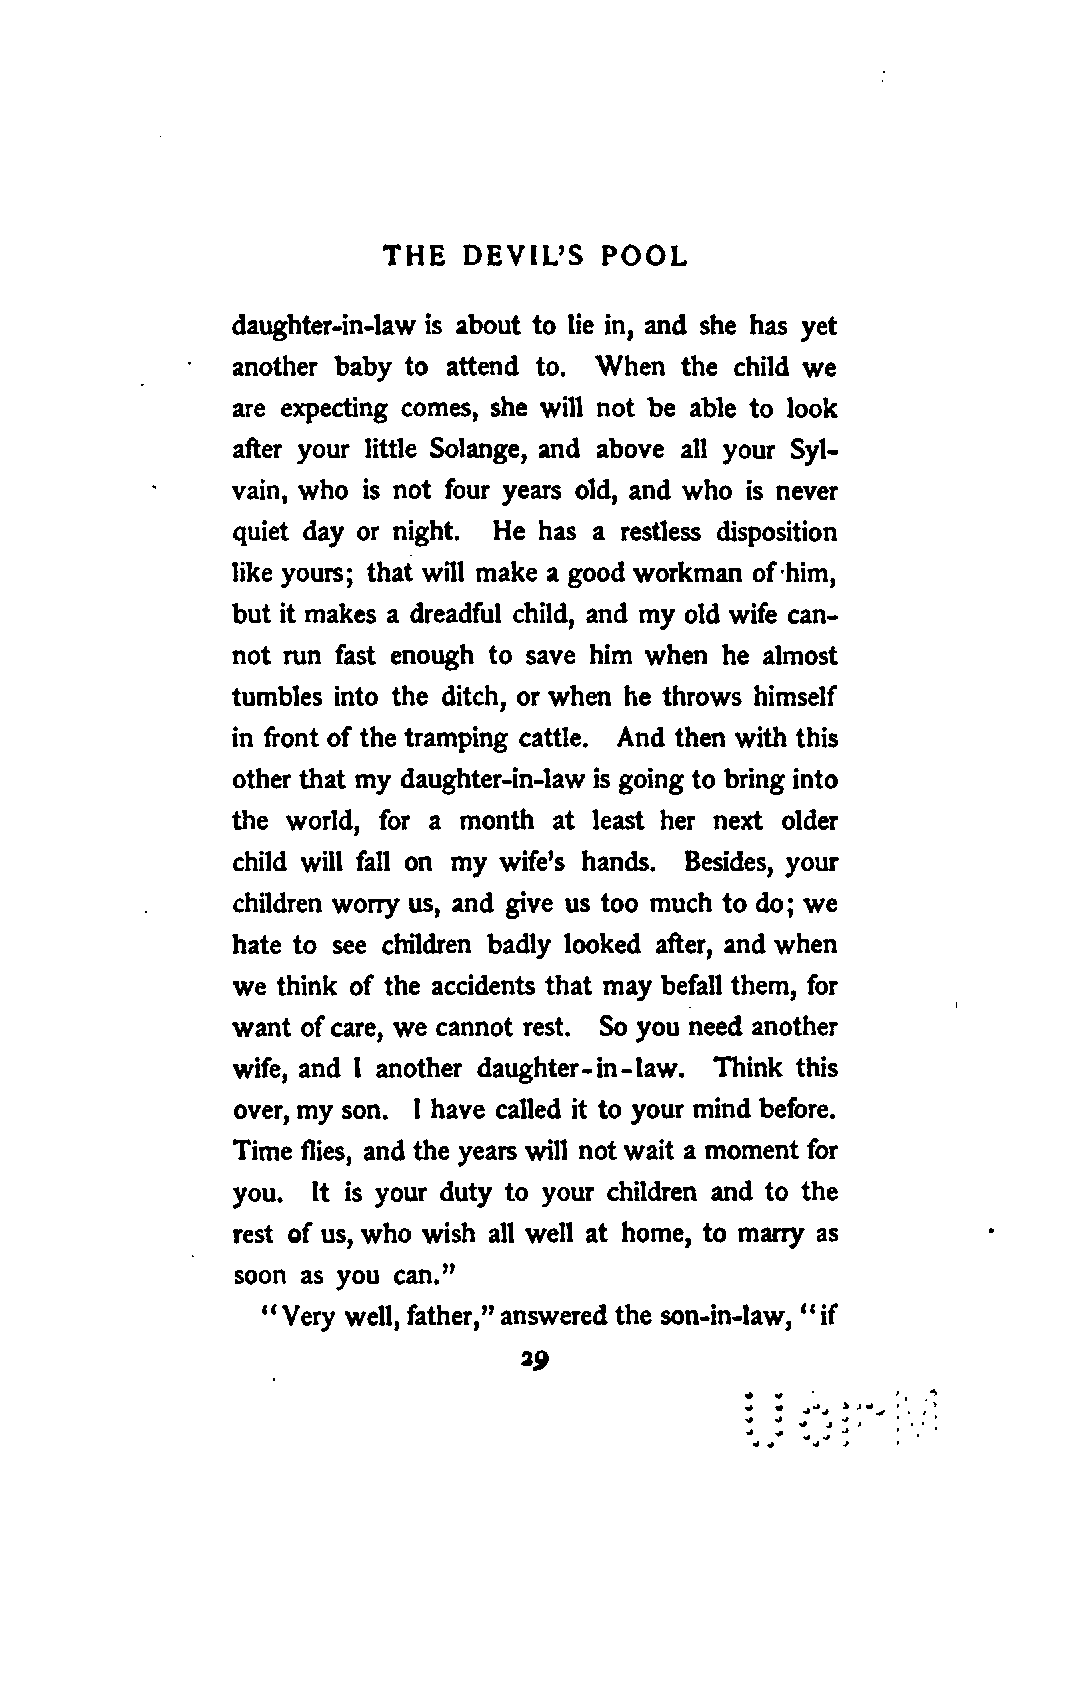 THE DEVIL'S POOL
daughter-in-law is about to lie in, and she has yet
another baby to attend to. When the child we
are expecting comes, she will not be able to look
after your little Solange, and above all your Syl-
vain, who is not four years old, and who is never
quiet day or night. He has a restless disposition
like yours; that will make a good workman of him,
but it makes a dreadful child, and my old wife can-
not run fast enough to save him when he almost
tumbles into the ditch, or when he throws himself
in front of the tramping cattle. And then with this
other that my daughter-in-law is going to bring into
the world, for a month at least her next older
child will fall on my wife's hands. Besides, your
children worry us, and give us too much to do; we
hate to see children badly looked after, and when
we think of the accidents that may befall them, for
want of care, we cannot rest. So you need another
wife, and I another daughter-in-law. Think this
over, my son. I have called it to your mind before.
Time flies, and the years will not wait a moment for
you. It is your duty to your children and to the
rest of us, who wish all well at home, to marry as
soon as you can."
"Very well, father," answered the son-in-law, "if
29
U of M